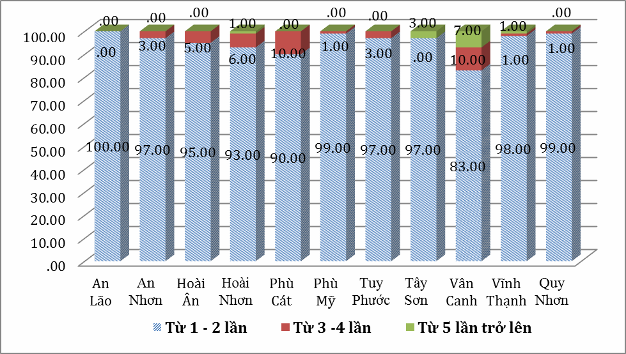 .00 .00 .00 1.00 .00 .00 .00 3.00 7.00 1.00 .00
100.00 .00 3.00 5.00 6.00 10.00 1.00 3.00 .00 10.00 1.00 1.00
90.00
80.00
70.00
60.00
50.00 100.00 97.00 95.00 93.00 90.00 99.00 97.00 97.00 83.00 98.00 99.00
40.00
30.00
20.00
10.00
.00
An An Hoài Hoài Phù Phù Tuy Tây Vân Vĩnh Quy
Lão Nhơn Ân Nhơn Cát Mỹ Phước Sơn Canh Thạnh Nhơn
Từ 1 - 2 lần Từ 3 -4 lần Từ 5 lần trở lên